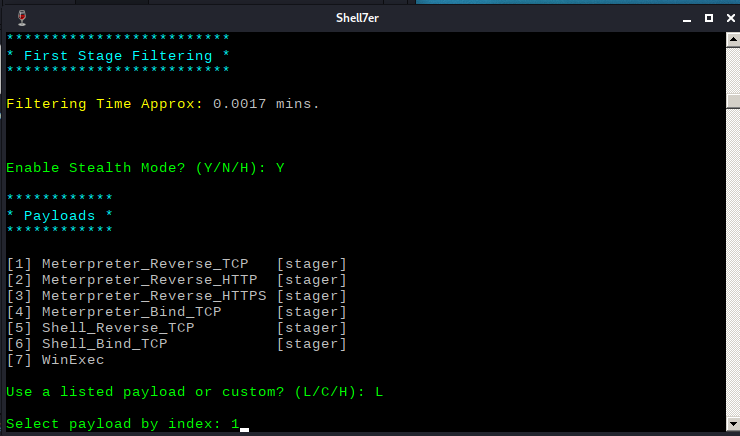 Shell7er
*************************
* First Stage Filtering *
*************************
Filtering Time Approx: 0.0017 mins.
Enable Stealth Mode? (Y/N/H): Y
************
* Payloads *
************
[1] Meterpreter_Reverse_TCP   [stager]
[2] Meterpreter_Reverse_HTTP  [stager]
[3] Meterpreter_Reverse_HTTPS [stager]
[4] Meterpreter_Bind_TCP      [stager]
[5] Shell_Reverse_TCP         [stager]
[6] Shell_Bind_TCP            [stager]
[7] WinExec
Use a listed payload or custom? (L/C/H): L
Select payload by index: 1